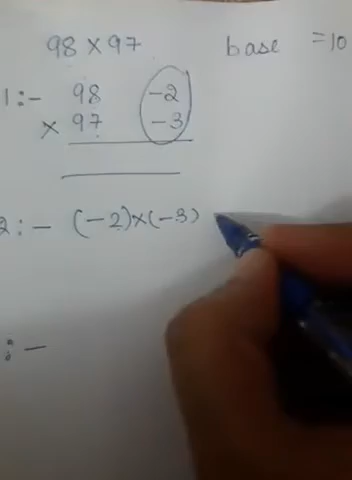 98 × 97 base = 10
1 :- 98 -2
× 97 -3
2 :- (-2)×(-3)
:-